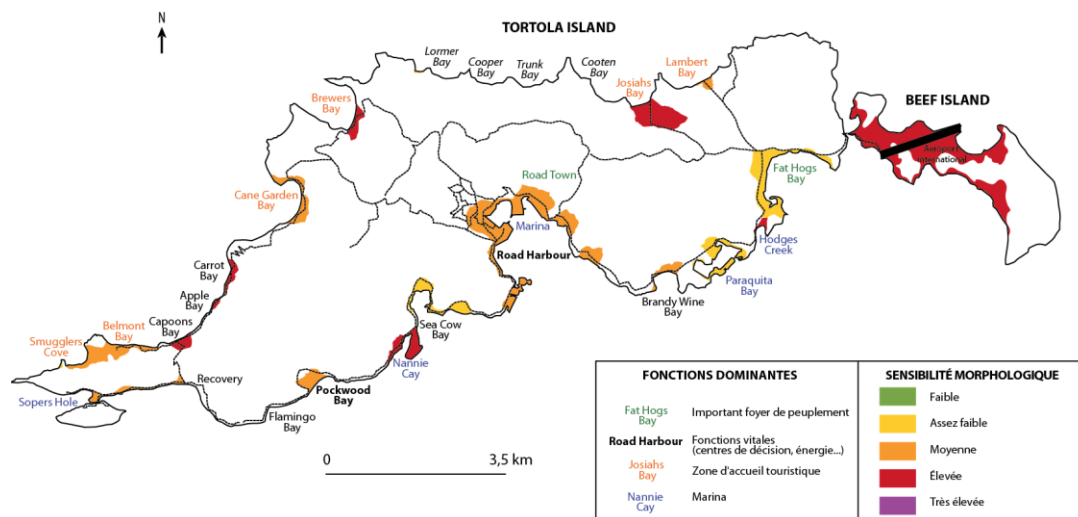 N
TORTOLA ISLAND
Lormer
Bay
Cooper
Bay
Trunk
Bay
Cooten
Bay
Josiahs
Bay
Lambert
Bay
BEEF ISLAND
Aéroport
international
Brewers
Bay
Cane Garden
Bay
Road Town
Marina
Road Harbour
Fat Hogs
Bay
Hodges
Creek
Paraquita
Bay
Brandy Wine
Bay
Carrot
Bay
Apple
Bay
Capoons
Bay
Belmont
Bay
Smugglers
Cove
Sopers Hole
Recovery
Flamingo
Bay
Pockwood
Bay
Nannie
Cay
Sea Cow
Bay
0 3,5 km
FONCTIONS DOMINANTES
Fat Hogs
Bay
Important foyer de peuplement
Road Harbour
Fonctions vitales
(centres de décision, énergie...)
Josiahs
Bay
Zone d'accueil touristique
Nannie
Cay
Marina
SENSIBILITÉ MORPHOLOGIQUE
Faible
Assez faible
Moyenne
Élevée
Très élevée